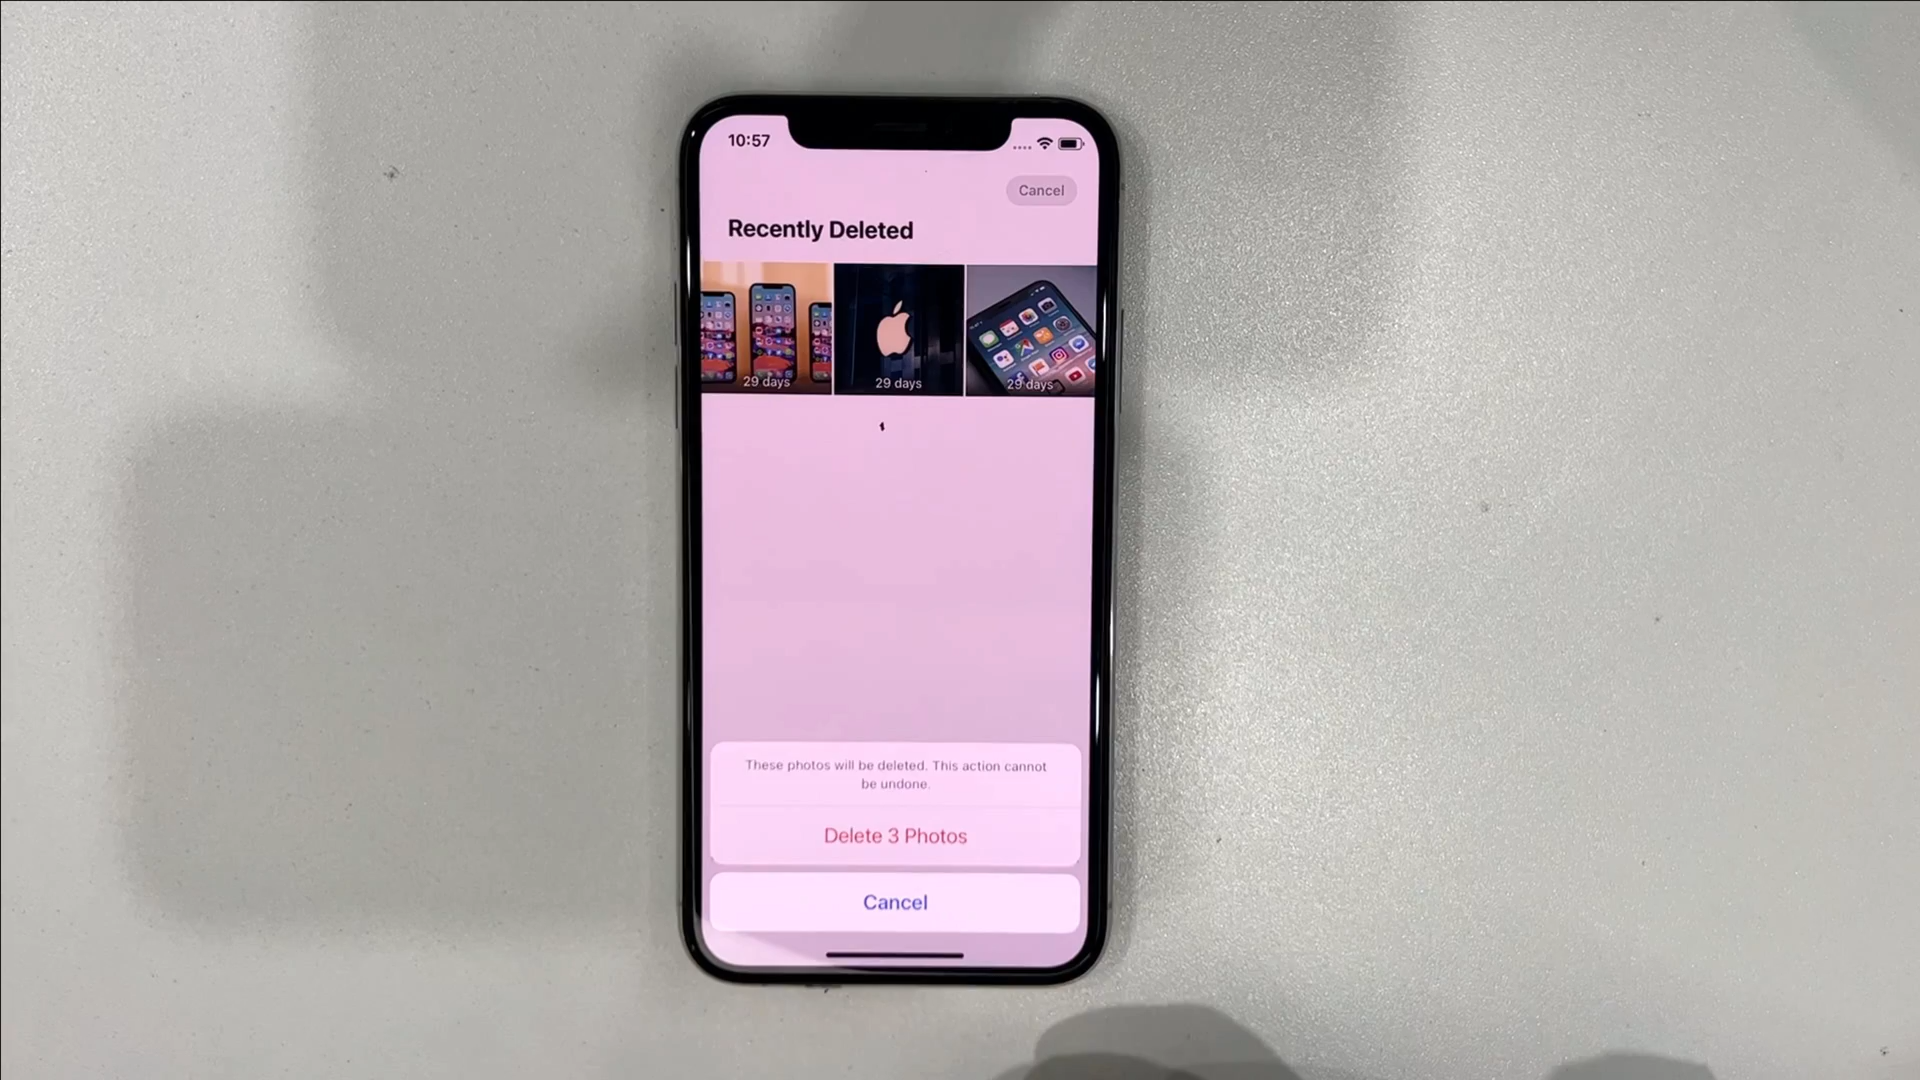 10:57
Cancel
Recently Deleted
29 days
29 days
29 days
These photos will be deleted. This action cannot
be undone.
Delete 3 Photos
Cancel